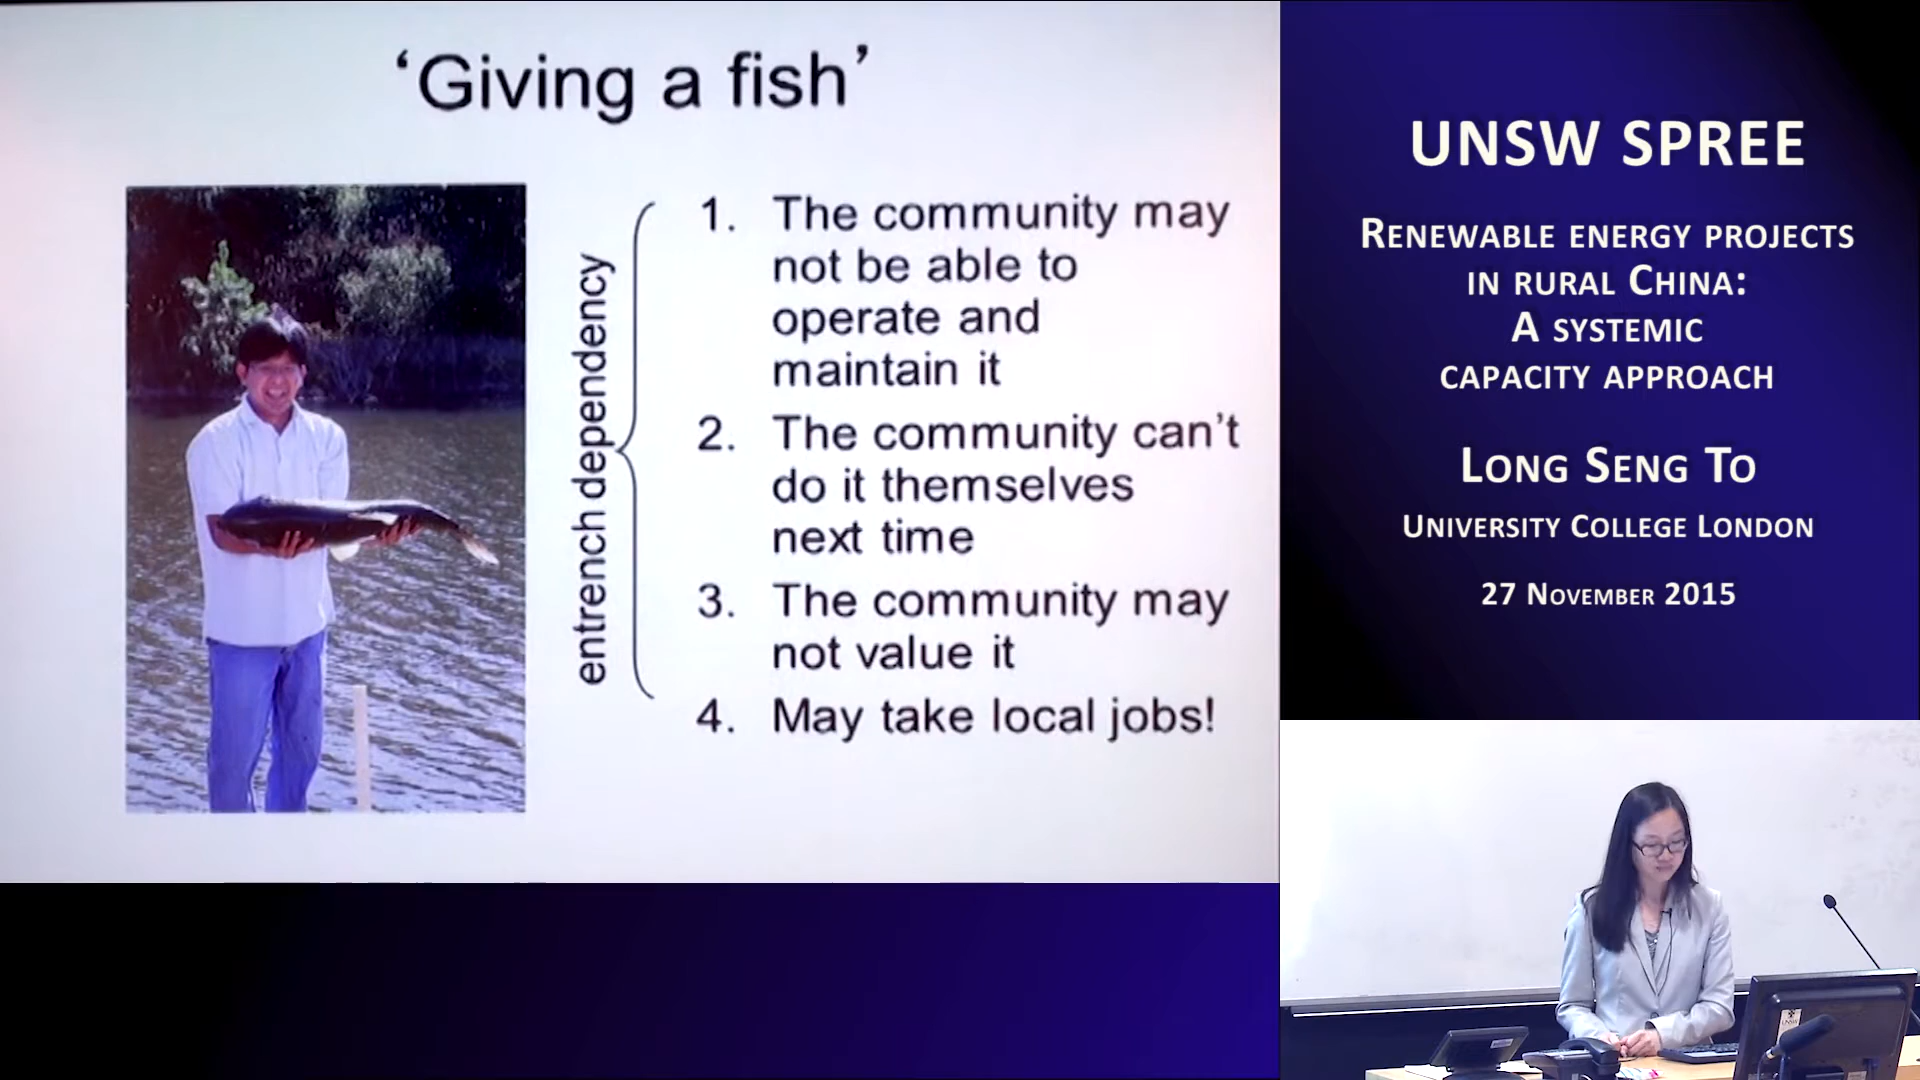 ‘Giving a fish’
entrench dependency
1. The community may
not be able to
operate and
maintain it
2. The community can’t
do it themselves
next time
3. The community may
not value it
4. May take local jobs!
UNSW SPREE
RENEWABLE ENERGY PROJECTS
IN RURAL CHINA:
A SYSTEMIC
CAPACITY APPROACH
LONG SENG TO
UNIVERSITY COLLEGE LONDON
27 NOVEMBER 2015
UNSW